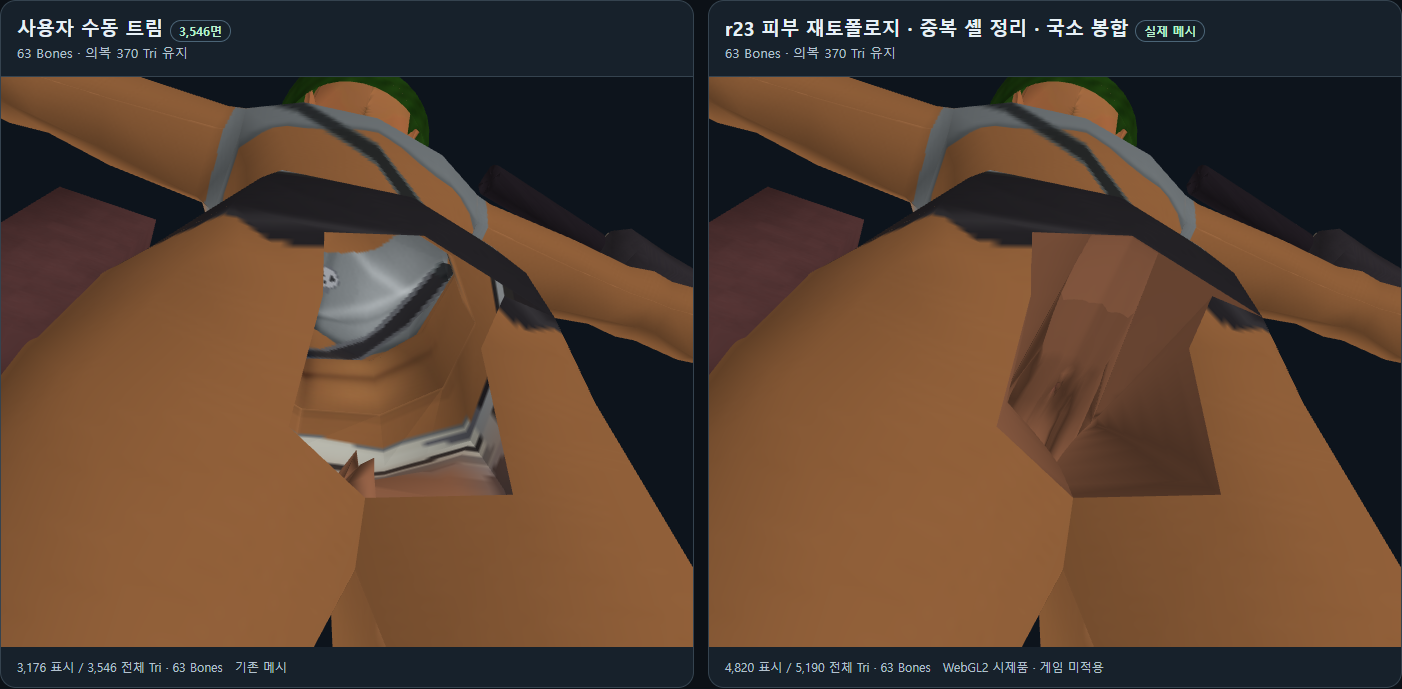 사용자 수동 트림 3,546면
63 Bones · 의복 370 Tri 유지
3,176 표시 / 3,546 전체 Tri · 63 Bones 기존 메시
r23 피부 재토폴로지 · 중복 셸 정리 · 국소 봉합 실제 메시
63 Bones · 의복 370 Tri 유지
4,820 표시 / 5,190 전체 Tri · 63 Bones WebGL2 시제품 · 게임 미적용